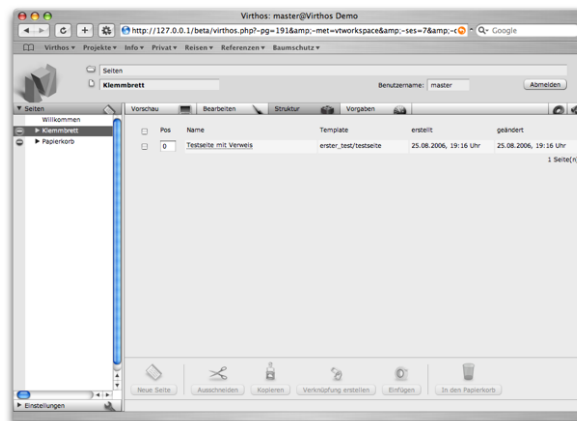 Virthos: master@Virthos Demo
http://127.0.0.1/beta/virthos.php?-pg=191&amp;-met=vtworkspace&amp;-ses=7&amp;-c
Google
Virthos Projekte Info Privat Reisen Referenzen Baumschutz
Seiten
Klemmbrett Benutzername: master Abmelden
Seiten Vorschau Bearbeiten Struktur Vorgaben
Willkommen
Klemmbrett
Papierkorb
Pos Name Template erstellt geändert
0 Testseite mit Verweis erster_test/testseite 25.08.2006, 19:16 Uhr 25.08.2006, 19:16 Uhr
1 Seite(n)
Neue Seite Ausschneiden Kopieren Verknüpfung erstellen Einfügen In den Papierkorb
Einstellungen